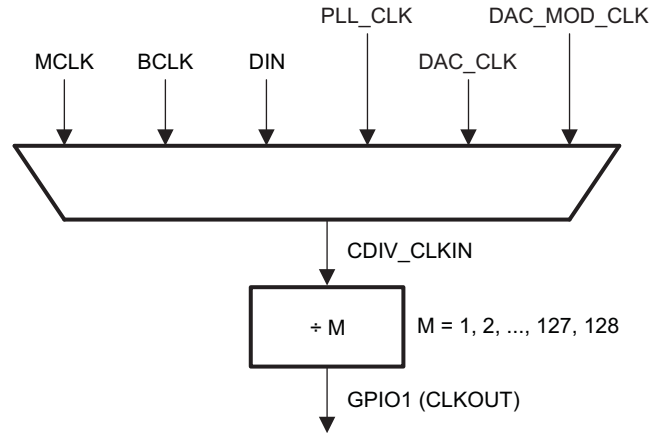 PLL_CLK DAC_MOD_CLK
MCLK BCLK DIN DAC_CLK
CDIV_CLKIN
÷ M M = 1, 2, ..., 127, 128
GPIO1 (CLKOUT)